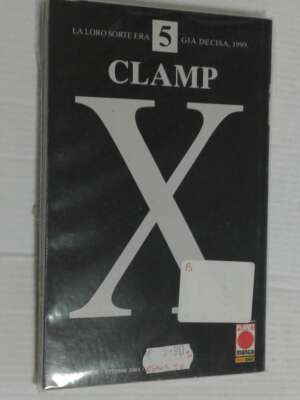 LA LORO SORTE ERA 5 GIÀ DECISA, 1999.
CLAMP
X
PLANET
manga